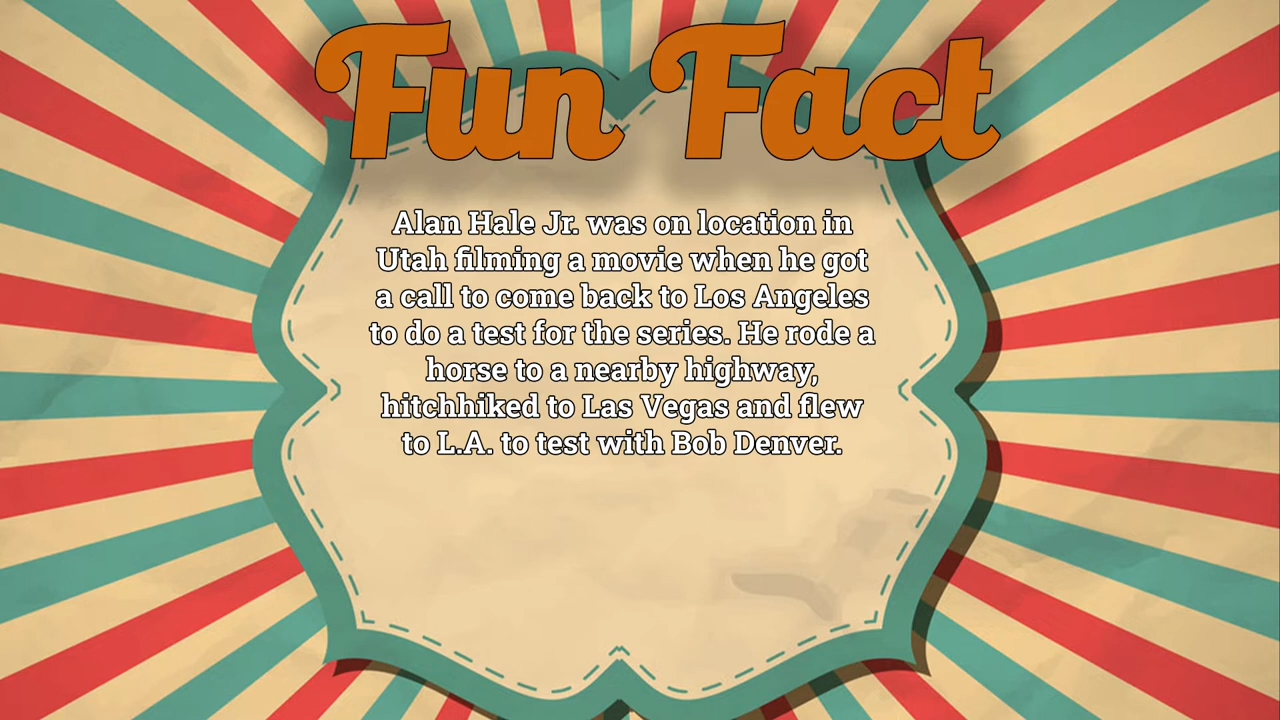 Fun Fact
Alan Hale Jr. was on location in
Utah filming a movie when he got
a call to come back to Los Angeles
to do a test for the series. He rode a
horse to a nearby highway,
hitchhiked to Las Vegas and flew
to L.A. to test with Bob Denver.